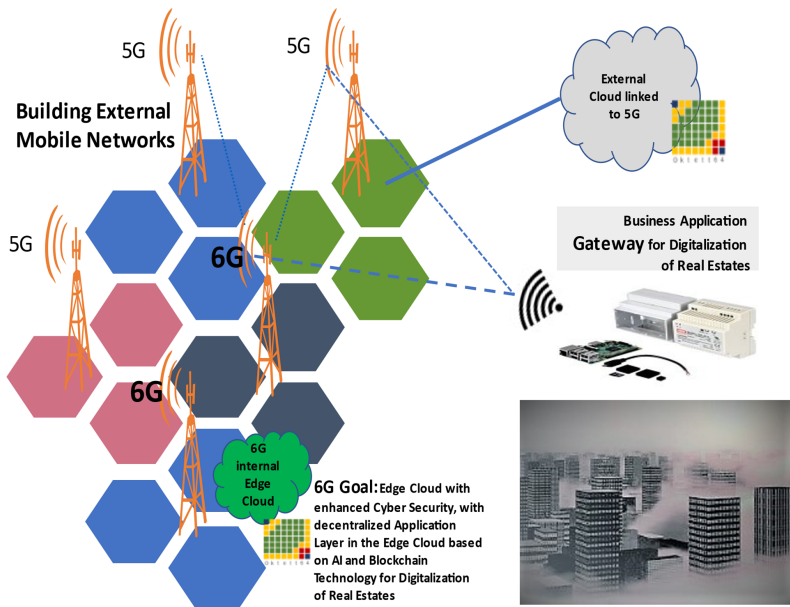 5G
5G
External
Cloud linked
to 5G
Building External
Mobile Networks
5G
6G
Business Application
Gateway for Digitalization
of Real Estates
6G
6G
internal
Edge
Cloud
6G Goal: Edge Cloud with
enhanced Cyber Security, with
decentralized Application
Layer in the Edge Cloud based
on AI and Blockchain
Technology for Digitalization
of Real Estates